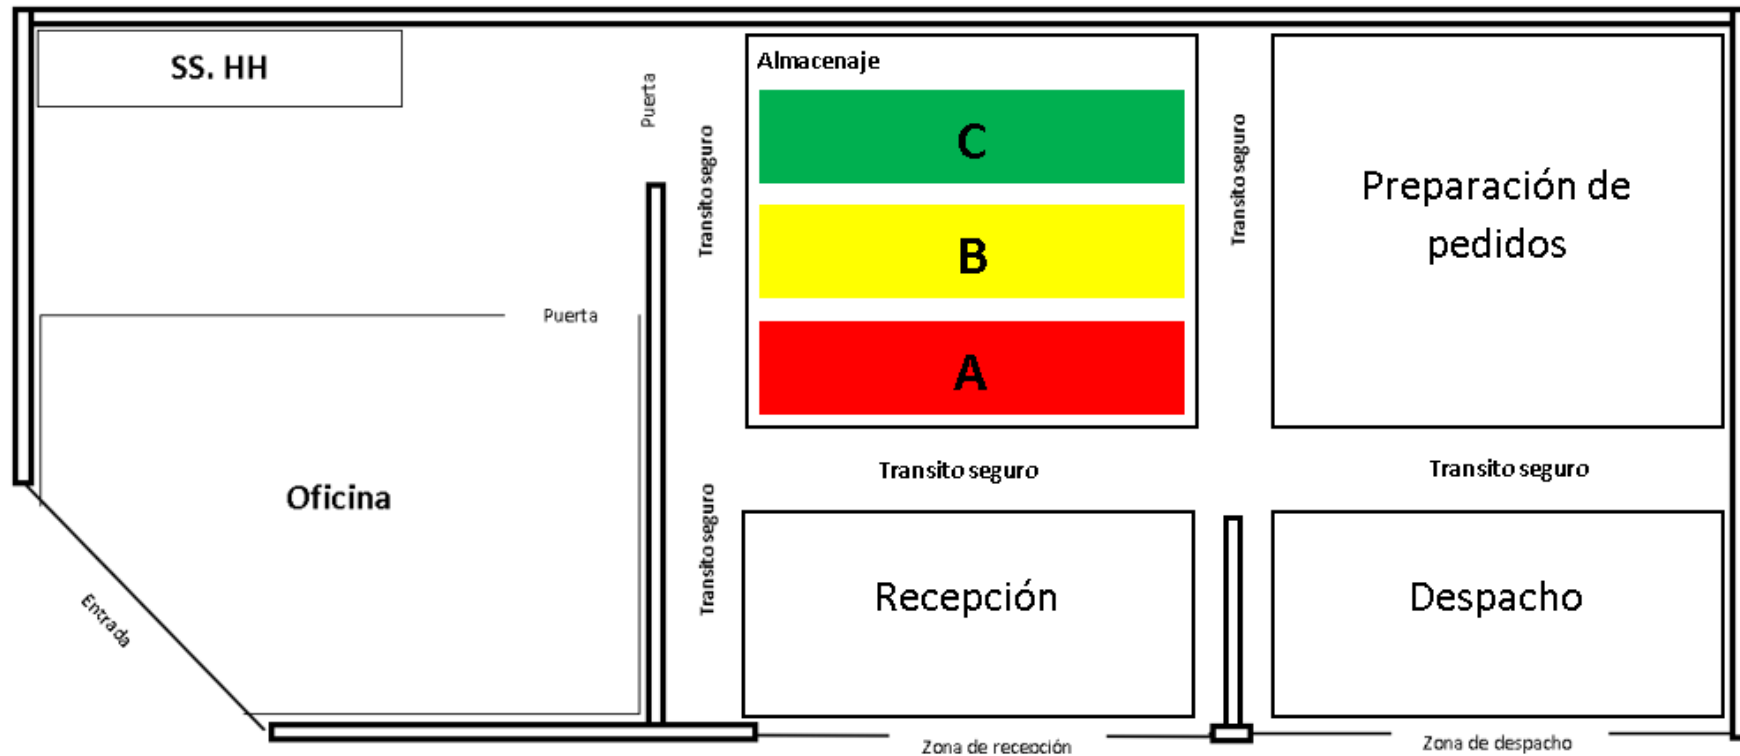 SS. HH
Puerta
Transito seguro
Almacenaje
C
B
A
Transito seguro
Preparación de
pedidos
Puerta
Oficina
Entrada
Transito seguro
Transito seguro
Transito seguro
Recepción
Despacho
Zona de recepción
Zona de despacho